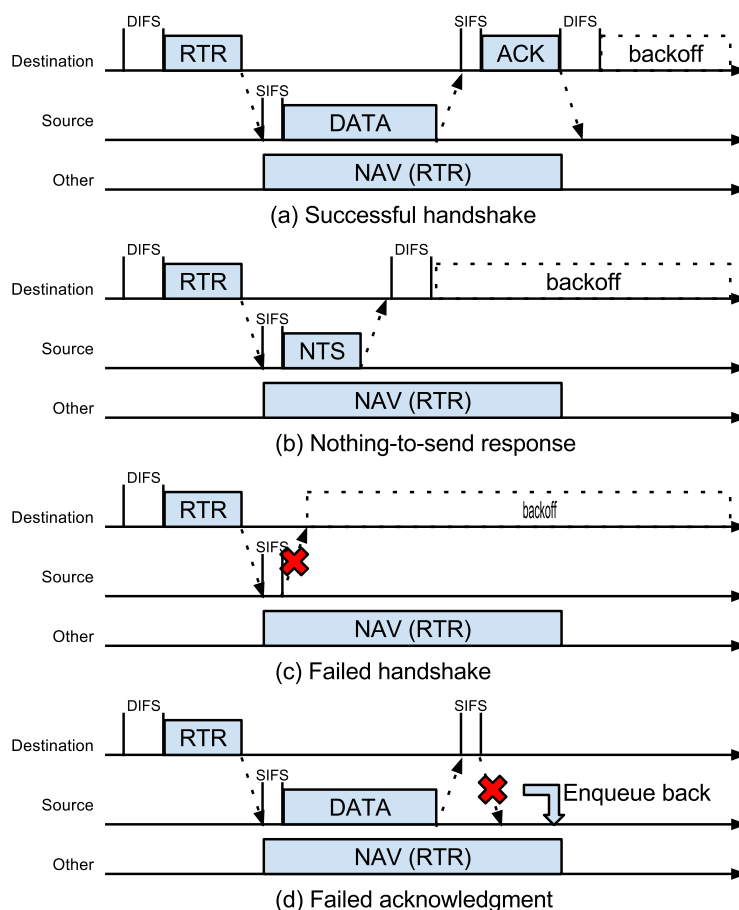 DIFS
SIFS
DIFS
Destination
RTR
ACK
backoff
SIFS
Source
DATA
Other
NAV (RTR)
(a) Successful handshake
DIFS
DIFS
Destination
RTR
backoff
SIFS
Source
NTS
Other
NAV (RTR)
(b) Nothing-to-send response
DIFS
Destination
RTR
backoff
SIFS
Source
Other
NAV (RTR)
(c) Failed handshake
DIFS
SIFS
Destination
RTR
SIFS
Source
DATA
Enqueue back
Other
NAV (RTR)
(d) Failed acknowledgment